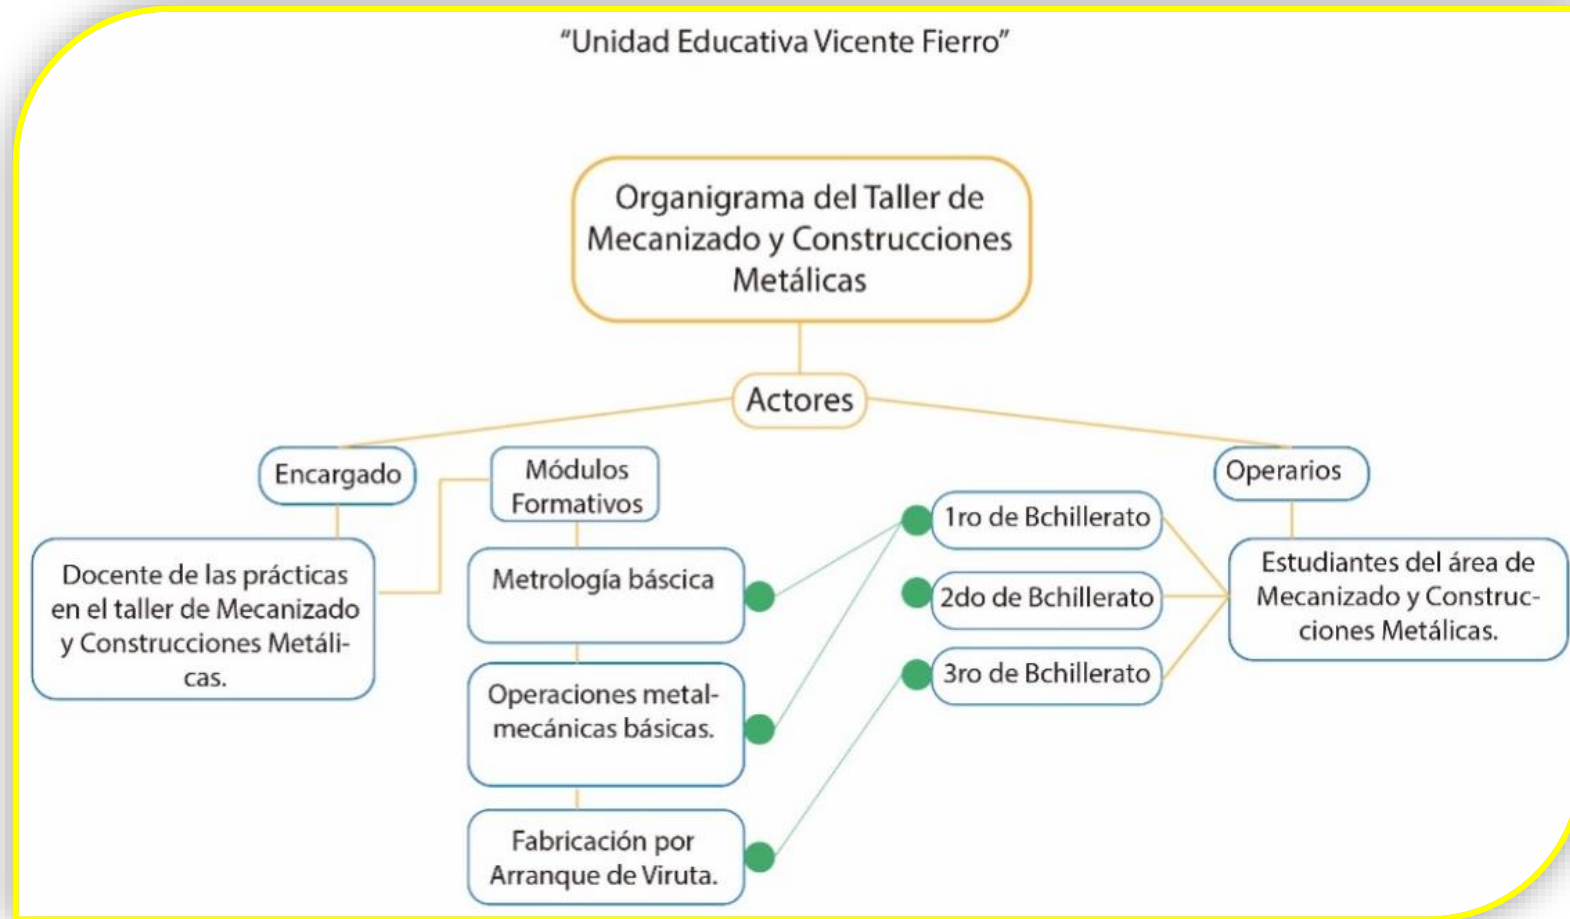 “Unidad Educativa Vicente Fierro”
Organigrama del Taller de
Mecanizado y Construcciones
Metálicas
Actores
Encargado
Docente de las prácticas
en el taller de Mecanizado
y Construcciones Metáli-
cas.
Módulos
Formativos
Metrología báscica
Operaciones metal-
mecánicas básicas.
Fabricación por
Arranque de Viruta.
1ro de Bchillerato
2do de Bchillerato
3ro de Bchillerato
Operarios
Estudiantes del área de
Mecanizado y Construc-
ciones Metálicas.